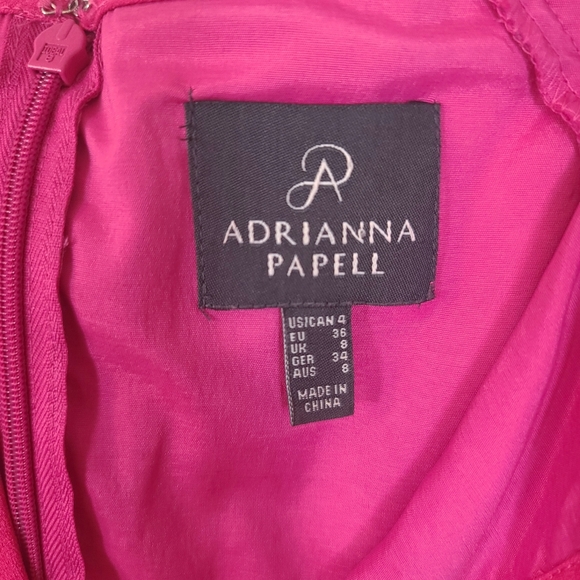 AP
ADRIANNA
PAPELL
US/CAN 4
EU 36
UK 8
GER 34
AUS 8
MADE IN
CHINA